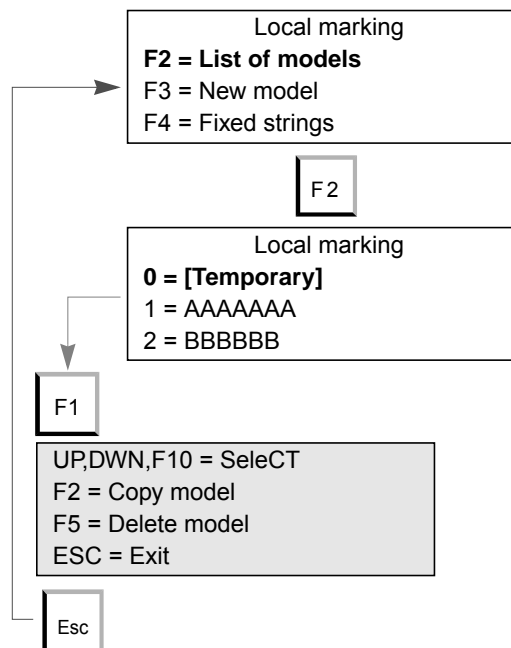 Local marking
F2 = List of models
F3 = New model
F4 = Fixed strings
F2
Local marking
0 = [Temporary]
1 = AAAAAAA
2 = BBBBBB
F1
UP,DWN,F10 = SeleCT
F2 = Copy model
F5 = Delete model
ESC = Exit
Esc